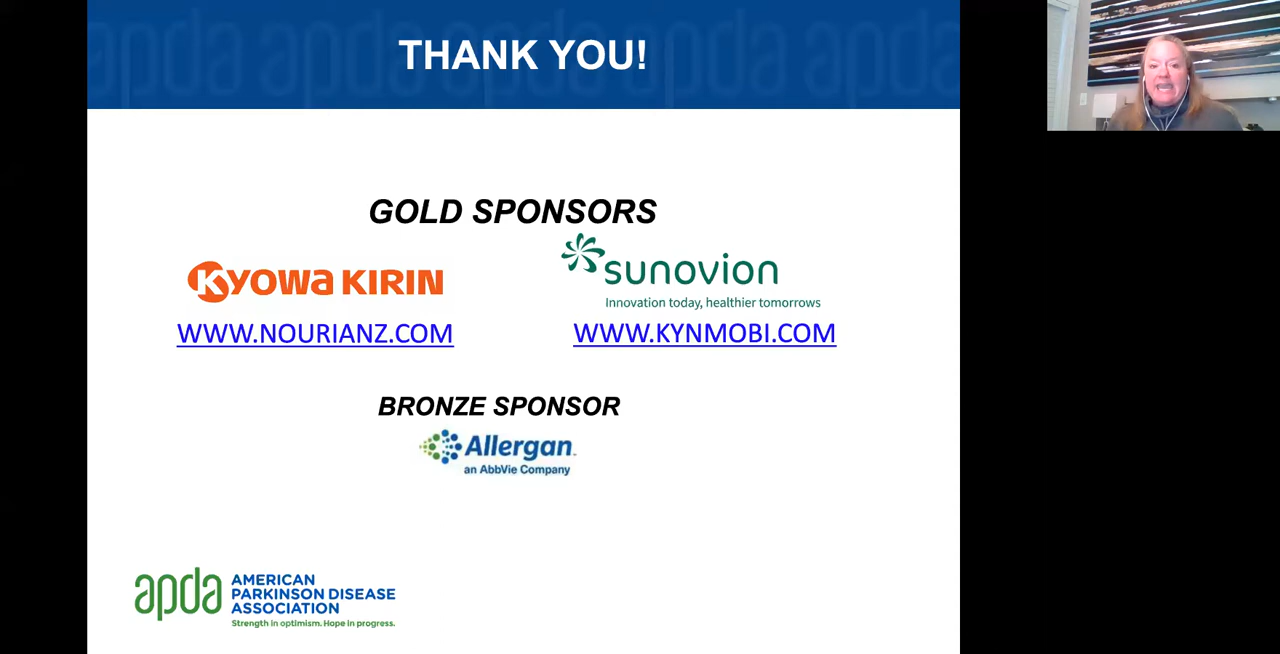 THANK YOU!
GOLD SPONSORS
KYOWA KIRIN
sunovion
Innovation today, healthier tomorrows
WWW.NOURIANZ.COM
WWW.KYNMOBI.COM
BRONZE SPONSOR
Allergan
an AbbVie Company
apda AMERICAN
PARKINSON DISEASE
ASSOCIATION
Strength in optimism. Hope in progress.